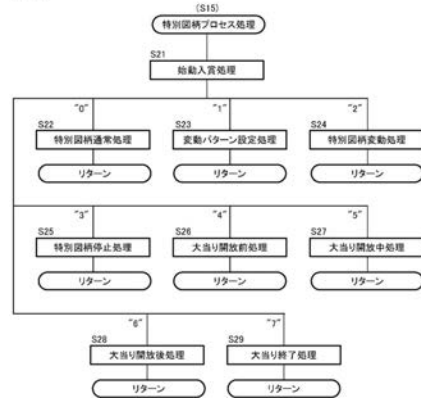 (S15)
特別図柄プロセス処理
S21
始動入賞処理
"0" "1" "2"
S22 S23 S24
特別図柄通常処理 変動パターン設定処理 特別図柄変動処理
リターン リターン リターン
"3" "4" "5"
S25 S26 S27
特別図柄停止処理 大当り開放前処理 大当り開放中処理
リターン リターン リターン
"6" "7"
S28 S29
大当り開放後処理 大当り終了処理
リターン リターン